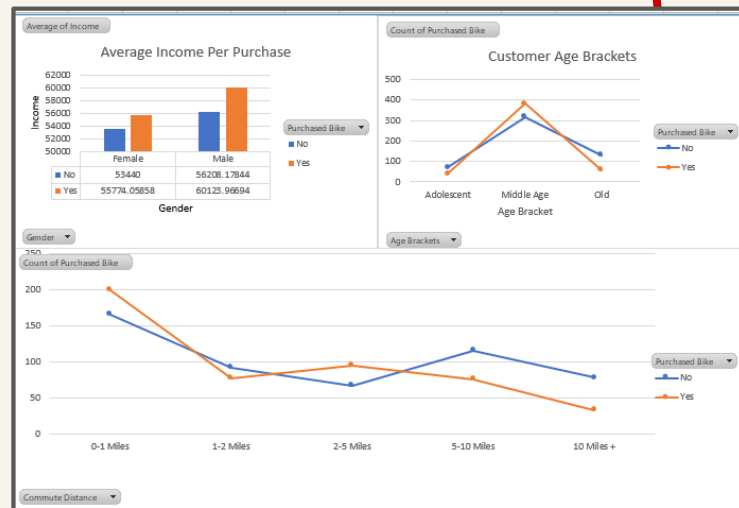 Average of Income
Average Income Per Purchase
62000
60000
58000
56000
54000
52000
50000
Income
Female Male
No 53440 56208.17844
Yes 55774.05858 60123.96694
Gender
Purchased Bike
No
Yes
Gender
Count of Purchased Bike
Customer Age Brackets
500
400
300
200
100
0
Adolescent Middle Age Old
Age Bracket
Purchased Bike
No
Yes
Age Brackets
250
Count of Purchased Bike
200
150
100
50
0
0-1 Miles 1-2 Miles 2-5 Miles 5-10 Miles 10 Miles +
Purchased Bike
No
Yes
Commute Distance